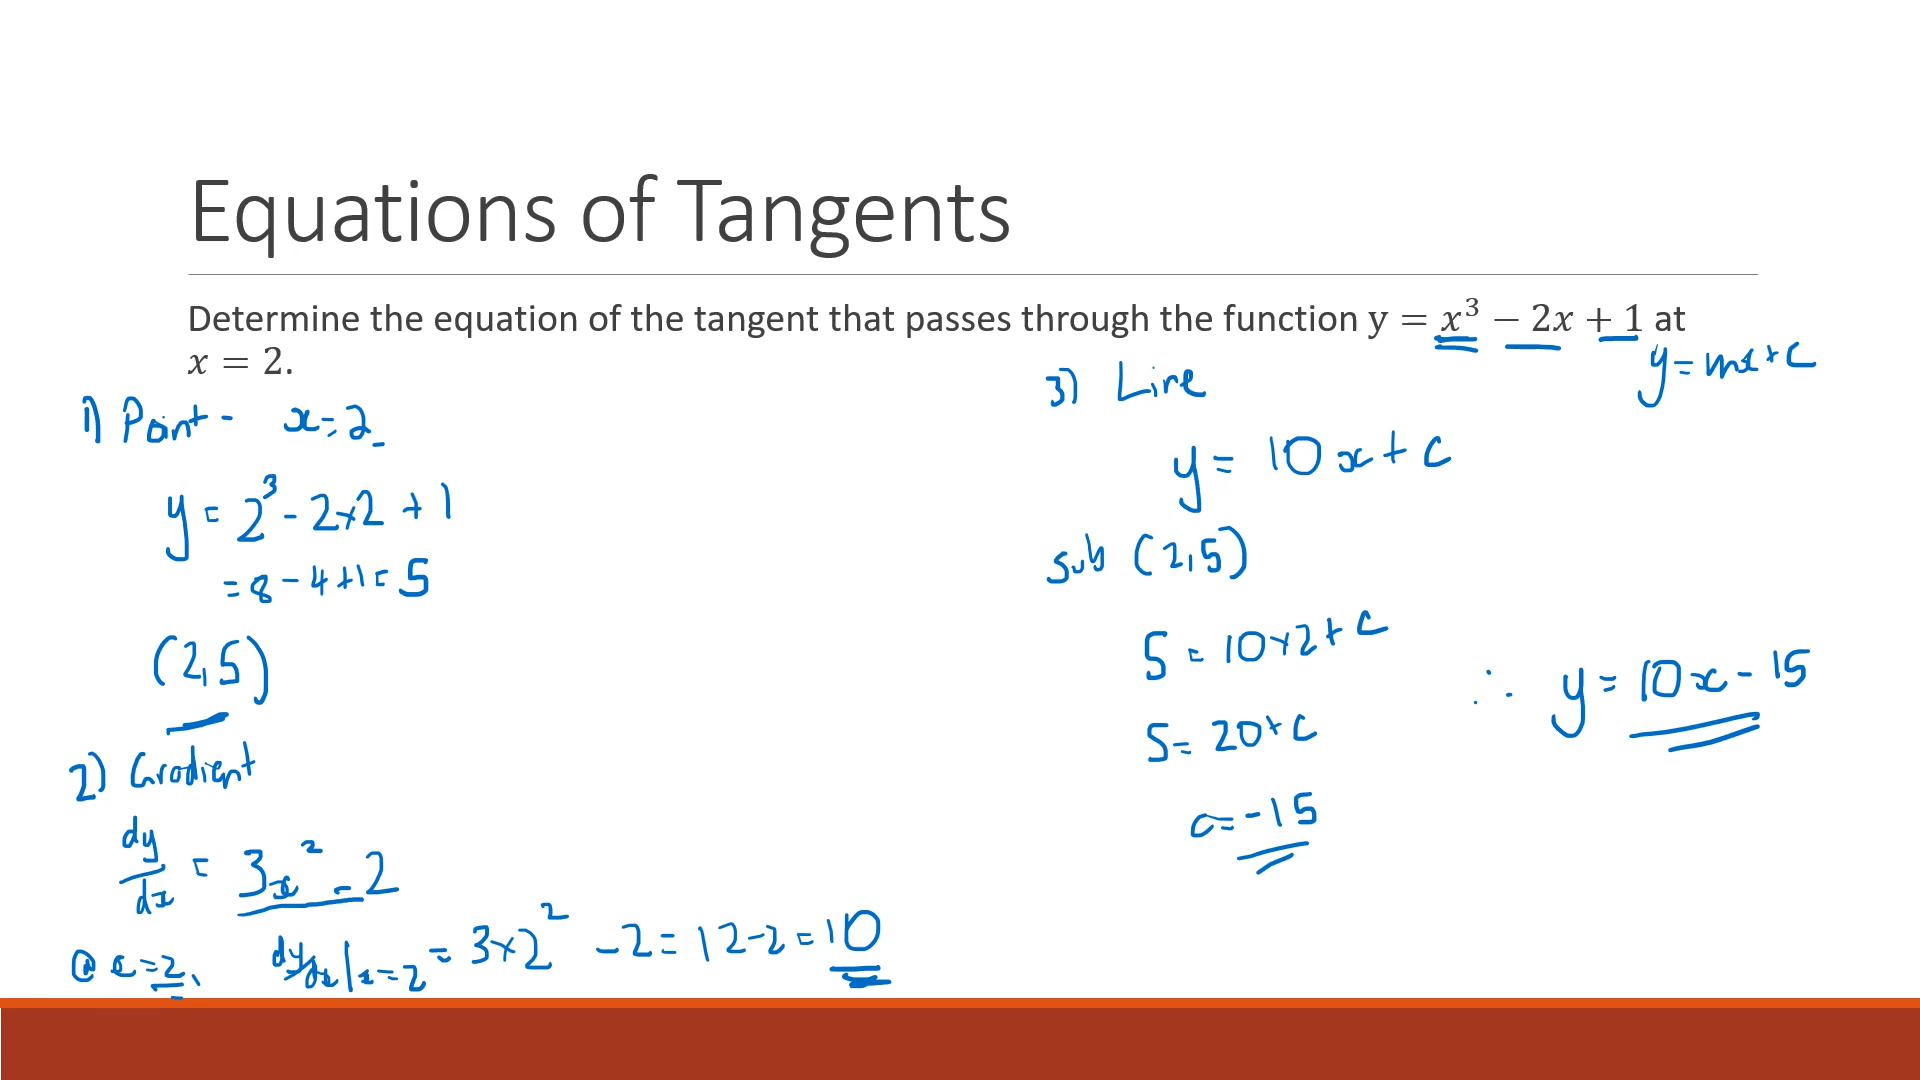 Equations of Tangents
Determine the equation of the tangent that passes through the function y = x³ − 2x + 1 at
x = 2.
1) Point - x=2
y = 2³ - 2×2 + 1
= 8 - 4 + 1 = 5
(2,5)
2) Gradient
dy/dx = 3x² - 2
@ x=2, dy/dx|x=2 = 3×2² - 2 = 12-2 = 10
3) Line
y=mx+c
y = 10x + c
sub (2,5)
5 = 10×2 + c
5 = 20+c
c=-15
∴ y = 10x - 15